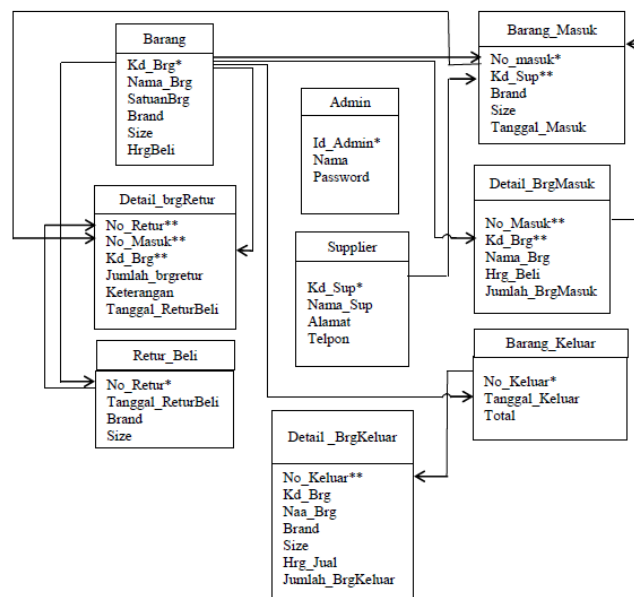 Barang
Kd_Brg*
Nama_Brg
SatuanBrg
Brand
Size
HrgBeli
Barang_Masuk
No_masuk*
Kd_Sup**
Brand
Size
Tanggal_Masuk
Admin
Id_Admin*
Nama
Password
Detail_brgRetur
No_Retur**
No_Masuk**
Kd_Brg**
Jumlah_brgretur
Keterangan
Tanggal_ReturBeli
Detail_BrgMasuk
No_Masuk**
Kd_Brg**
Nama_Brg
Hrg_Beli
Jumlah_BrgMasuk
Supplier
Kd_Sup*
Nama_Sup
Alamat
Telpon
Retur_Beli
No_Retur*
Tanggal_ReturBeli
Brand
Size
Barang_Keluar
No_Keluar*
Tanggal_Keluar
Total
Detail _BrgKeluar
No_Keluar**
Kd_Brg
Naa_Brg
Brand
Size
Hrg_Jual
Jumlah_BrgKeluar